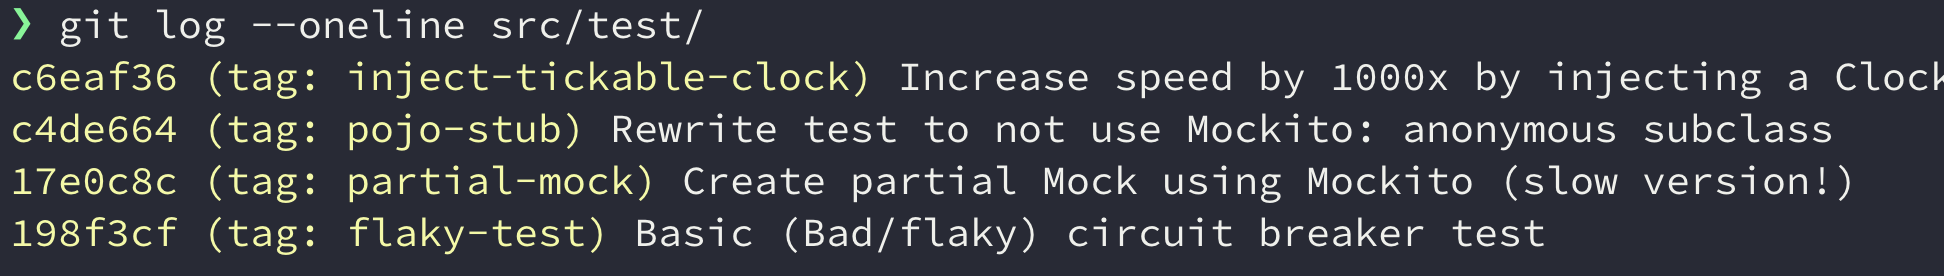 ❯ git log --oneline src/test/
c6eaf36 (tag: inject-tickable-clock) Increase speed by 1000x by injecting a Clock
c4de664 (tag: pojo-stub) Rewrite test to not use Mockito: anonymous subclass
17e0c8c (tag: partial-mock) Create partial Mock using Mockito (slow version!)
198f3cf (tag: flaky-test) Basic (Bad/flaky) circuit breaker test